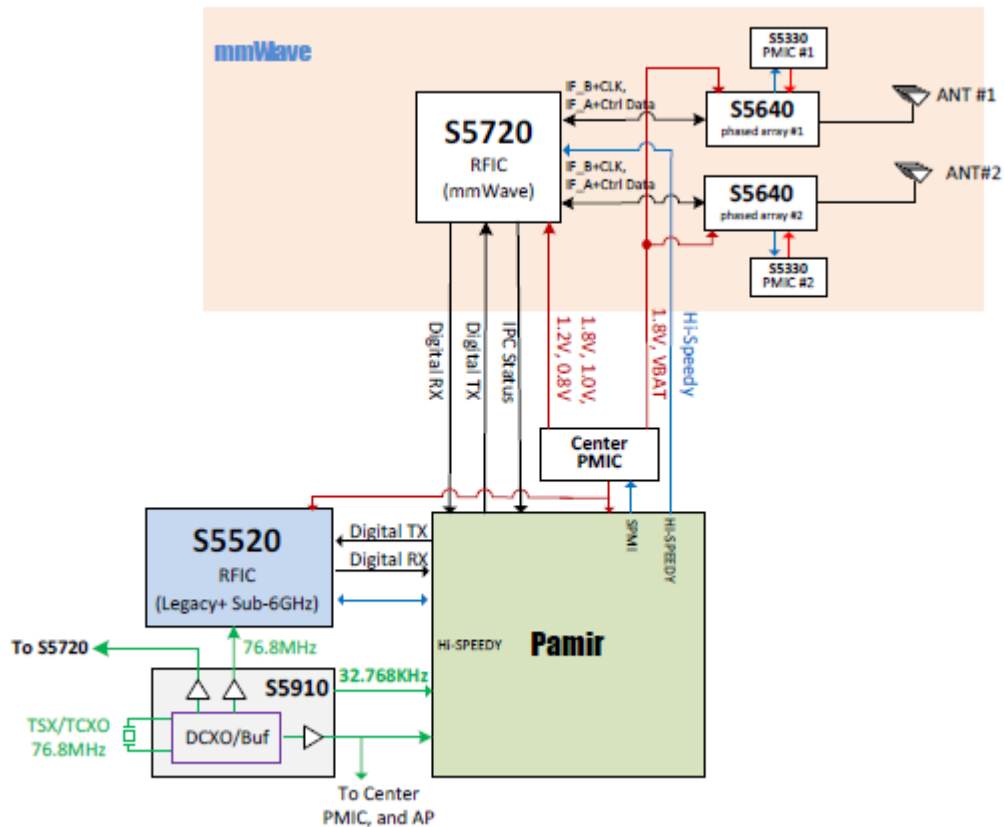 mmWave
S5330
PMIC #1
IF_B+CLK,
IF_A+Ctrl Data
S5640
phased array #1
ANT #1
S5720
RFIC
(mmWave)
IF_B+CLK,
IF_A+Ctrl Data
S5640
phased array #2
ANT#2
S5330
PMIC #2
Digital RX
Digital TX
IPC Status
1.8V, 1.0V,
1.2V, 0.8V
1.8V, VBAT
Hi-Speedy
Center
PMIC
S5520
RFIC
(Legacy+ Sub-6GHz)
Digital TX
Digital RX
SPMI
HI-SPEEDY
Hi-SPEEDY
Pamir
To S5720
76.8MHz
S5910
32.768KHz
TSX/TCXO
76.8MHz
DCXO/Buf
To Center
PMIC, and AP